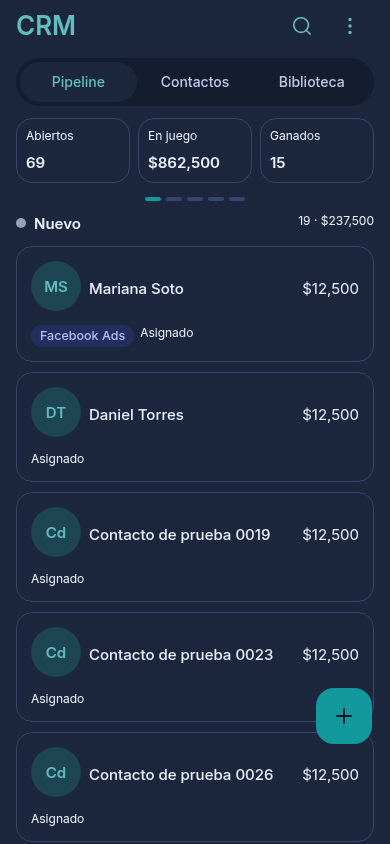 CRM
Pipeline
Contactos
Biblioteca
Abiertos
En juego
Ganados
69
$862,500
15
Nuevo
19 · $237,500
MS
Mariana Soto
$12,500
Facebook Ads
Asignado
DT
Daniel Torres
$12,500
Asignado
Cd
Contacto de prueba 0019
$12,500
Asignado
Cd
Contacto de prueba 0023
$12,500
Asignado
Cd
Contacto de prueba 0026
$12,500
Asignado